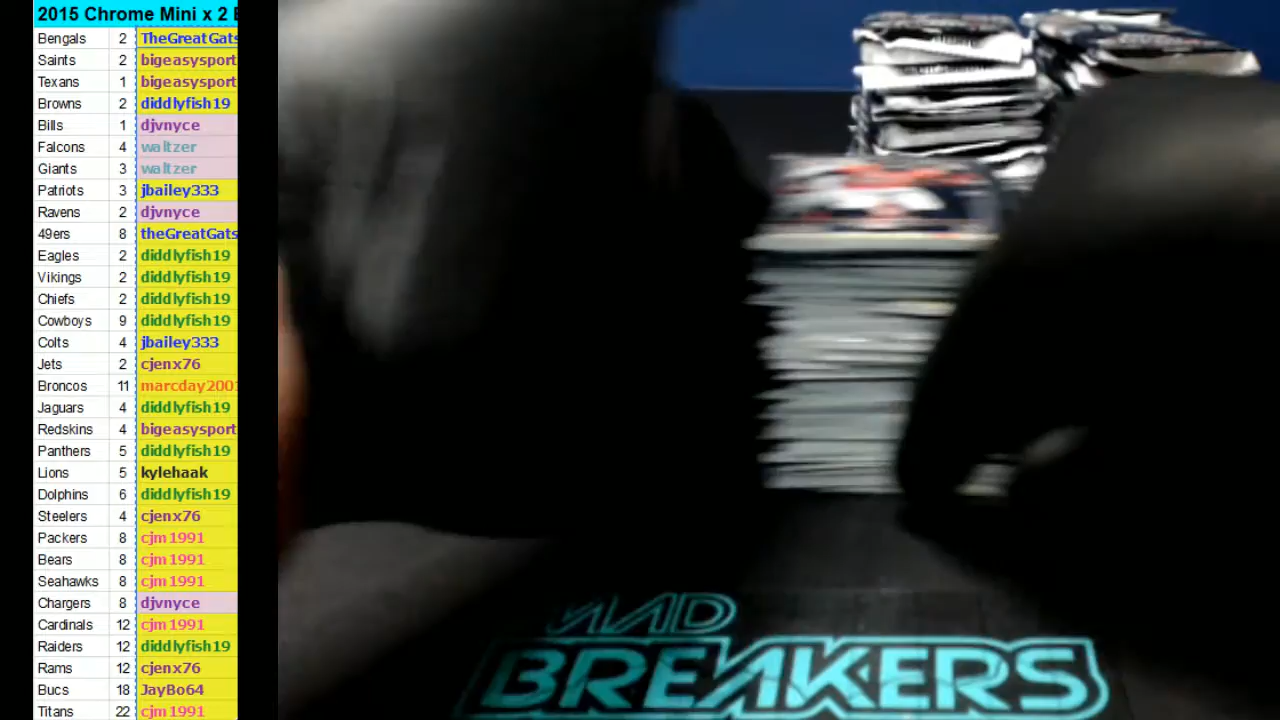 2015 Chrome Mini x 2 B
Bengals 2 TheGreatGats
Saints 2 bigeasysport
Texans 1 bigeasysport
Browns 2 diddlyfish19
Bills 1 djvnyce
Falcons 4 waltzer
Giants 3 waltzer
Patriots 3 jbailey333
Ravens 2 djvnyce
49ers 8 theGreatGats
Eagles 2 diddlyfish19
Vikings 2 diddlyfish19
Chiefs 2 diddlyfish19
Cowboys 9 diddlyfish19
Colts 4 jbailey333
Jets 2 cjenx76
Broncos 11 marcday2001
Jaguars 4 diddlyfish19
Redskins 4 bigeasysport
Panthers 5 diddlyfish19
Lions 5 kylehaak
Dolphins 6 diddlyfish19
Steelers 4 cjenx76
Packers 8 cjm1991
Bears 8 cjm1991
Seahawks 8 cjm1991
Chargers 8 djvnyce
Cardinals 12 cjm1991
Raiders 12 diddlyfish19
Rams 12 cjenx76
Bucs 18 JayBo64
Titans 22 cjm1991
MAD
BREAKERS